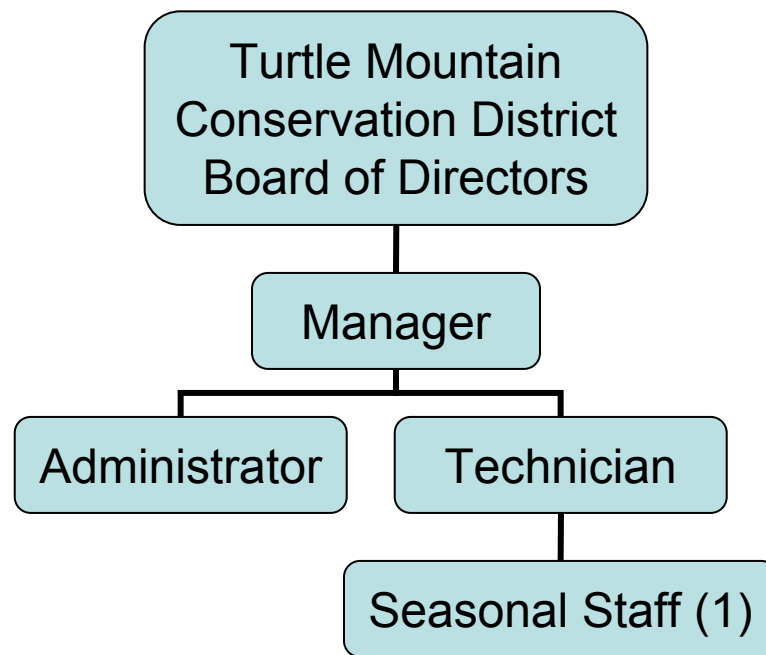 Turtle Mountain
Conservation District
Board of Directors
Manager
Administrator
Technician
Seasonal Staff (1)